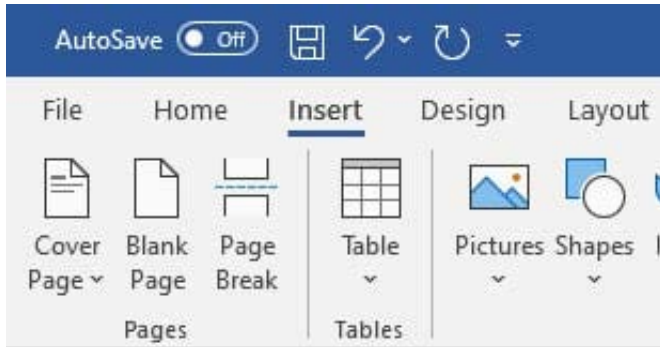 AutoSave Off
File Home Insert Design Layout
Cover Blank Page Table Pictures Shapes
Page Page Break
Pages Tables